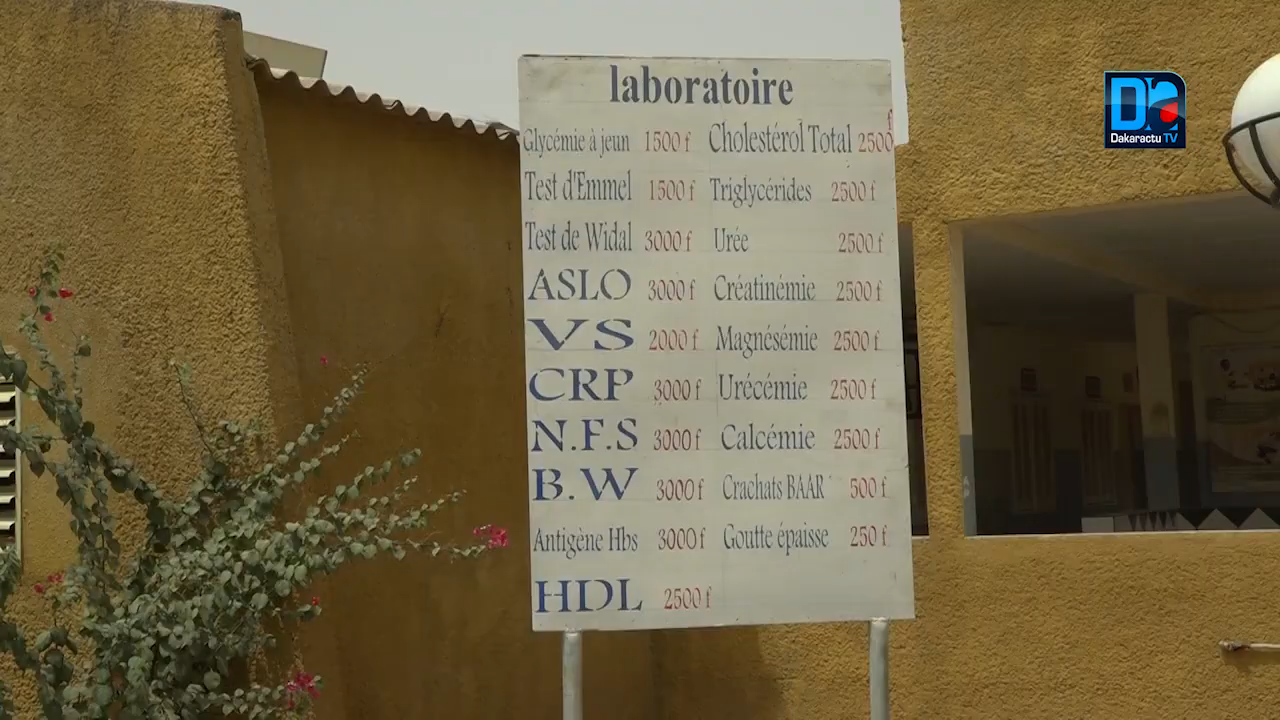 laboratoire
Glycémie à jeun 1500 f Cholestérol Total 2500 f
Test d'Emmel 1500 f Triglycérides 2500 f
Test de Widal 3000 f Urée 2500 f
ASLO 3000 f Créatinémie 2500 f
VS 2000 f Magnésémie 2500 f
CRP 3000 f Urécémie 2500 f
N.F.S 3000 f Calcémie 2500 f
B.W 3000 f Crachats BAAR 500 f
Antigène Hbs 3000 f Goutte épaisse 250 f
HDL 2500 f
Dakaractu TV